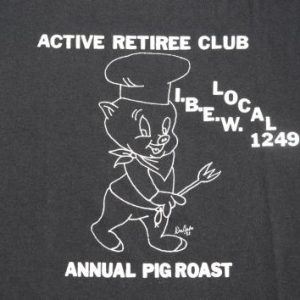 ACTIVE RETIREE CLUB
I.B.E.W. LOCAL 1249
ANNUAL PIG ROAST